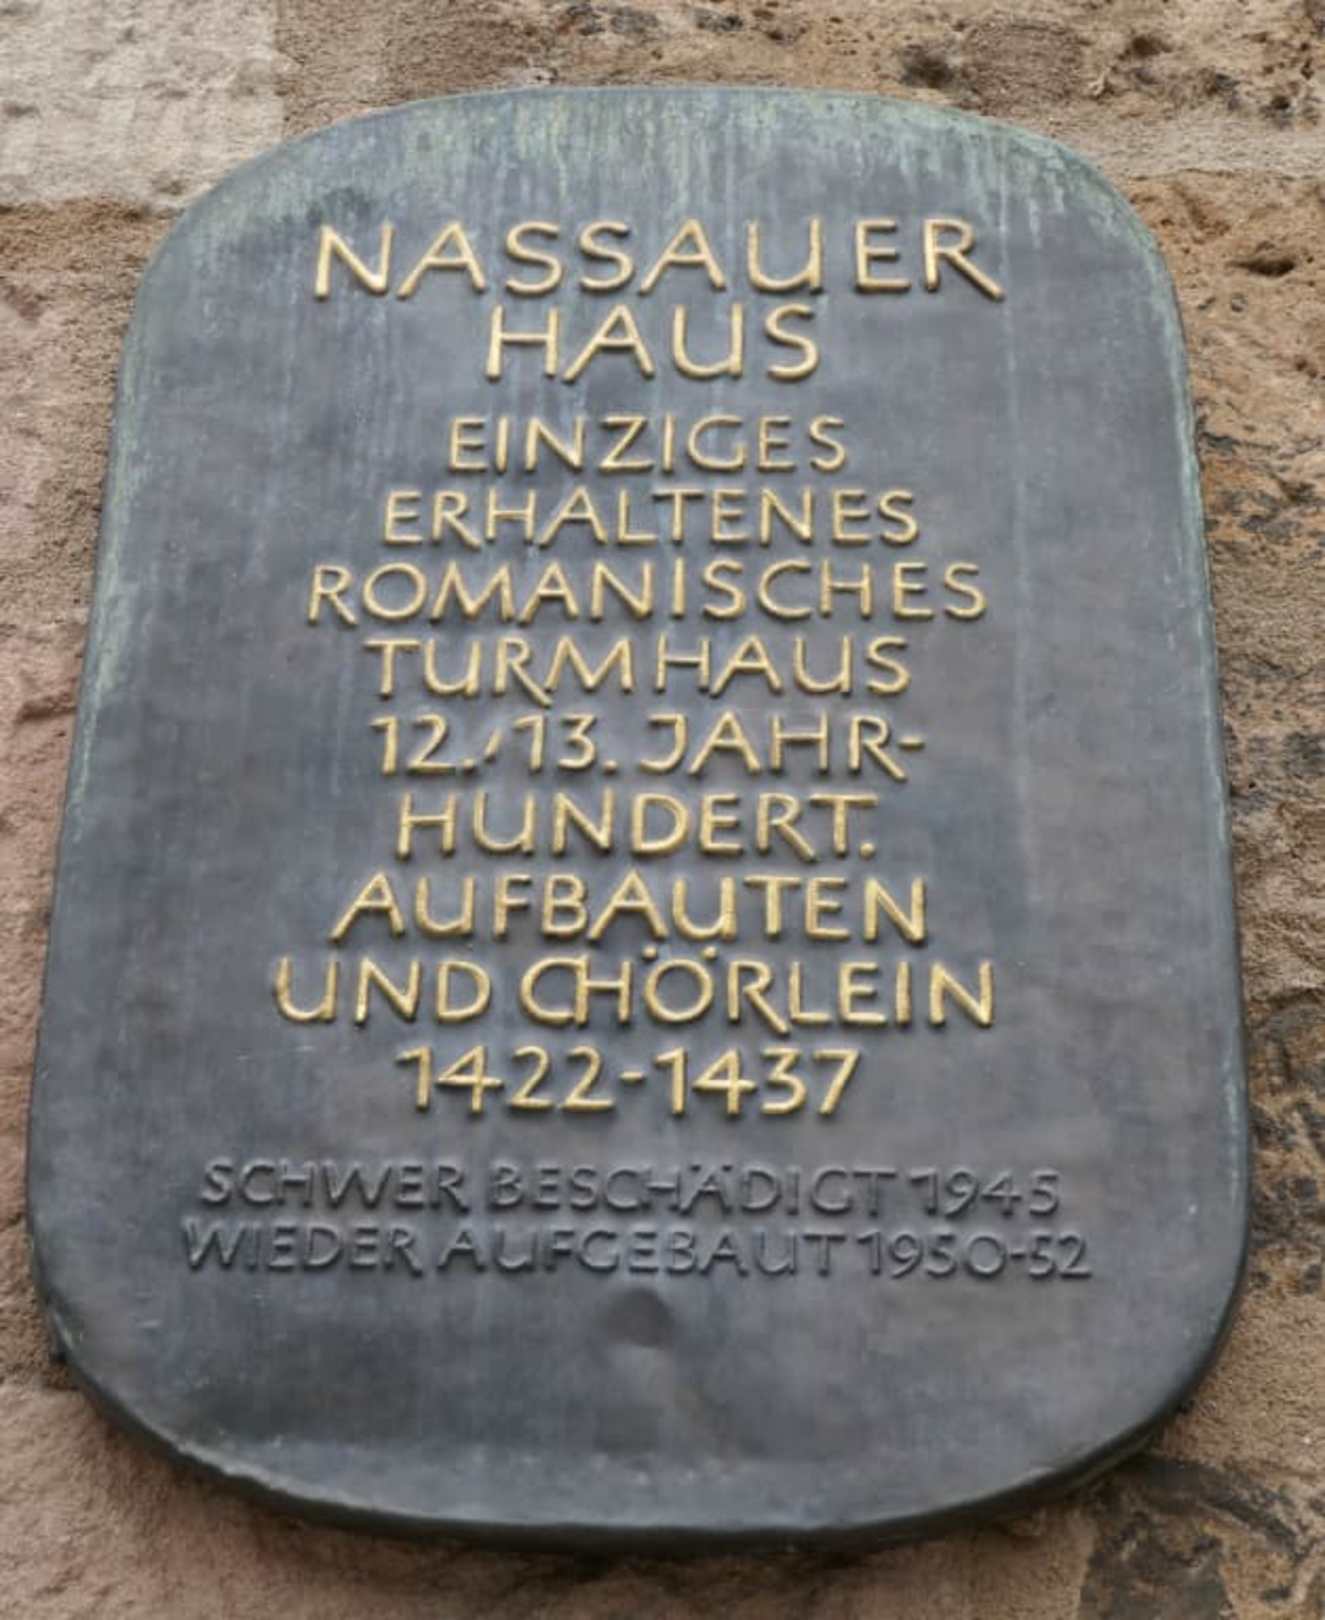 NASSAUER
HAUS
EINZIGES
ERHALTENES
ROMANISCHES
TURMHAUS
12./13. JAHR-
HUNDERT.
AUFBAUTEN
UND CHÖRLEIN
1422-1437
SCHWER BESCHÄDIGT 1945
WIEDER AUFGEBAUT 1950-52